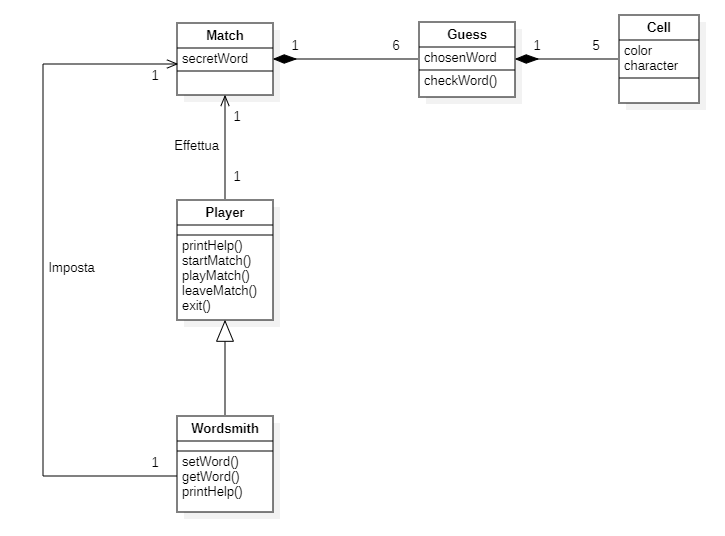 Match
secretWord
1
6
Guess
chosenWord
checkWord()
1
5
Cell
color
character
1
1
Effettua
1
Player
printHelp()
startMatch()
playMatch()
leaveMatch()
exit()
Imposta
Wordsmith
1
setWord()
getWord()
printHelp()